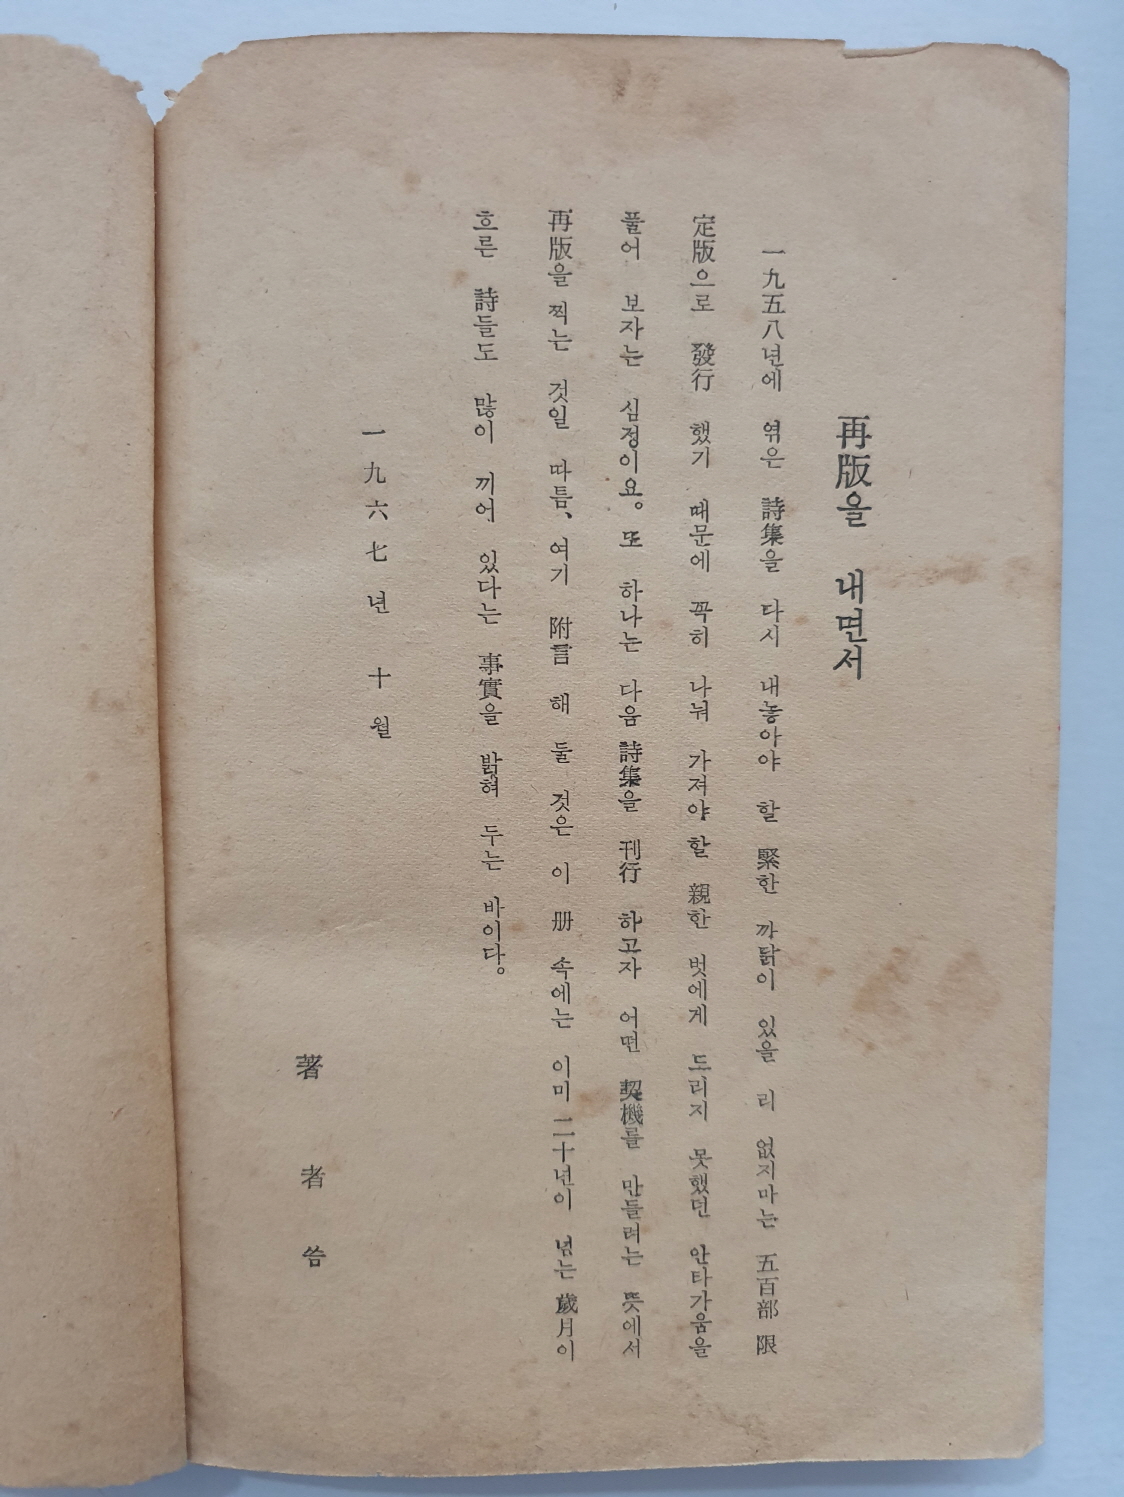 再版을 내면서
一九五八년에 엮은 詩集을 다시 내놓아야 할 緊한 까닭이 있을 리 없지마는 五百部 限
定版으로 發行 했기 때문에 꼭히 나눠 가져야 할 親한 벗에게 드리지 못했던 안타가움을
풀어 보자는 심정이요。 또 하나는 다음 詩集을 刊行 하고자 어떤 契機를 만들려는 뜻에서
再版을 찍는 것일 따름、 여기 附言 해 둘 것은 이 册 속에는 이미 二十년이 넘는 歲月이
흐른 詩들도 많이 끼어 있다는 事實을 밝혀 두는 바이다。
一九六七년 十월
著者 씀